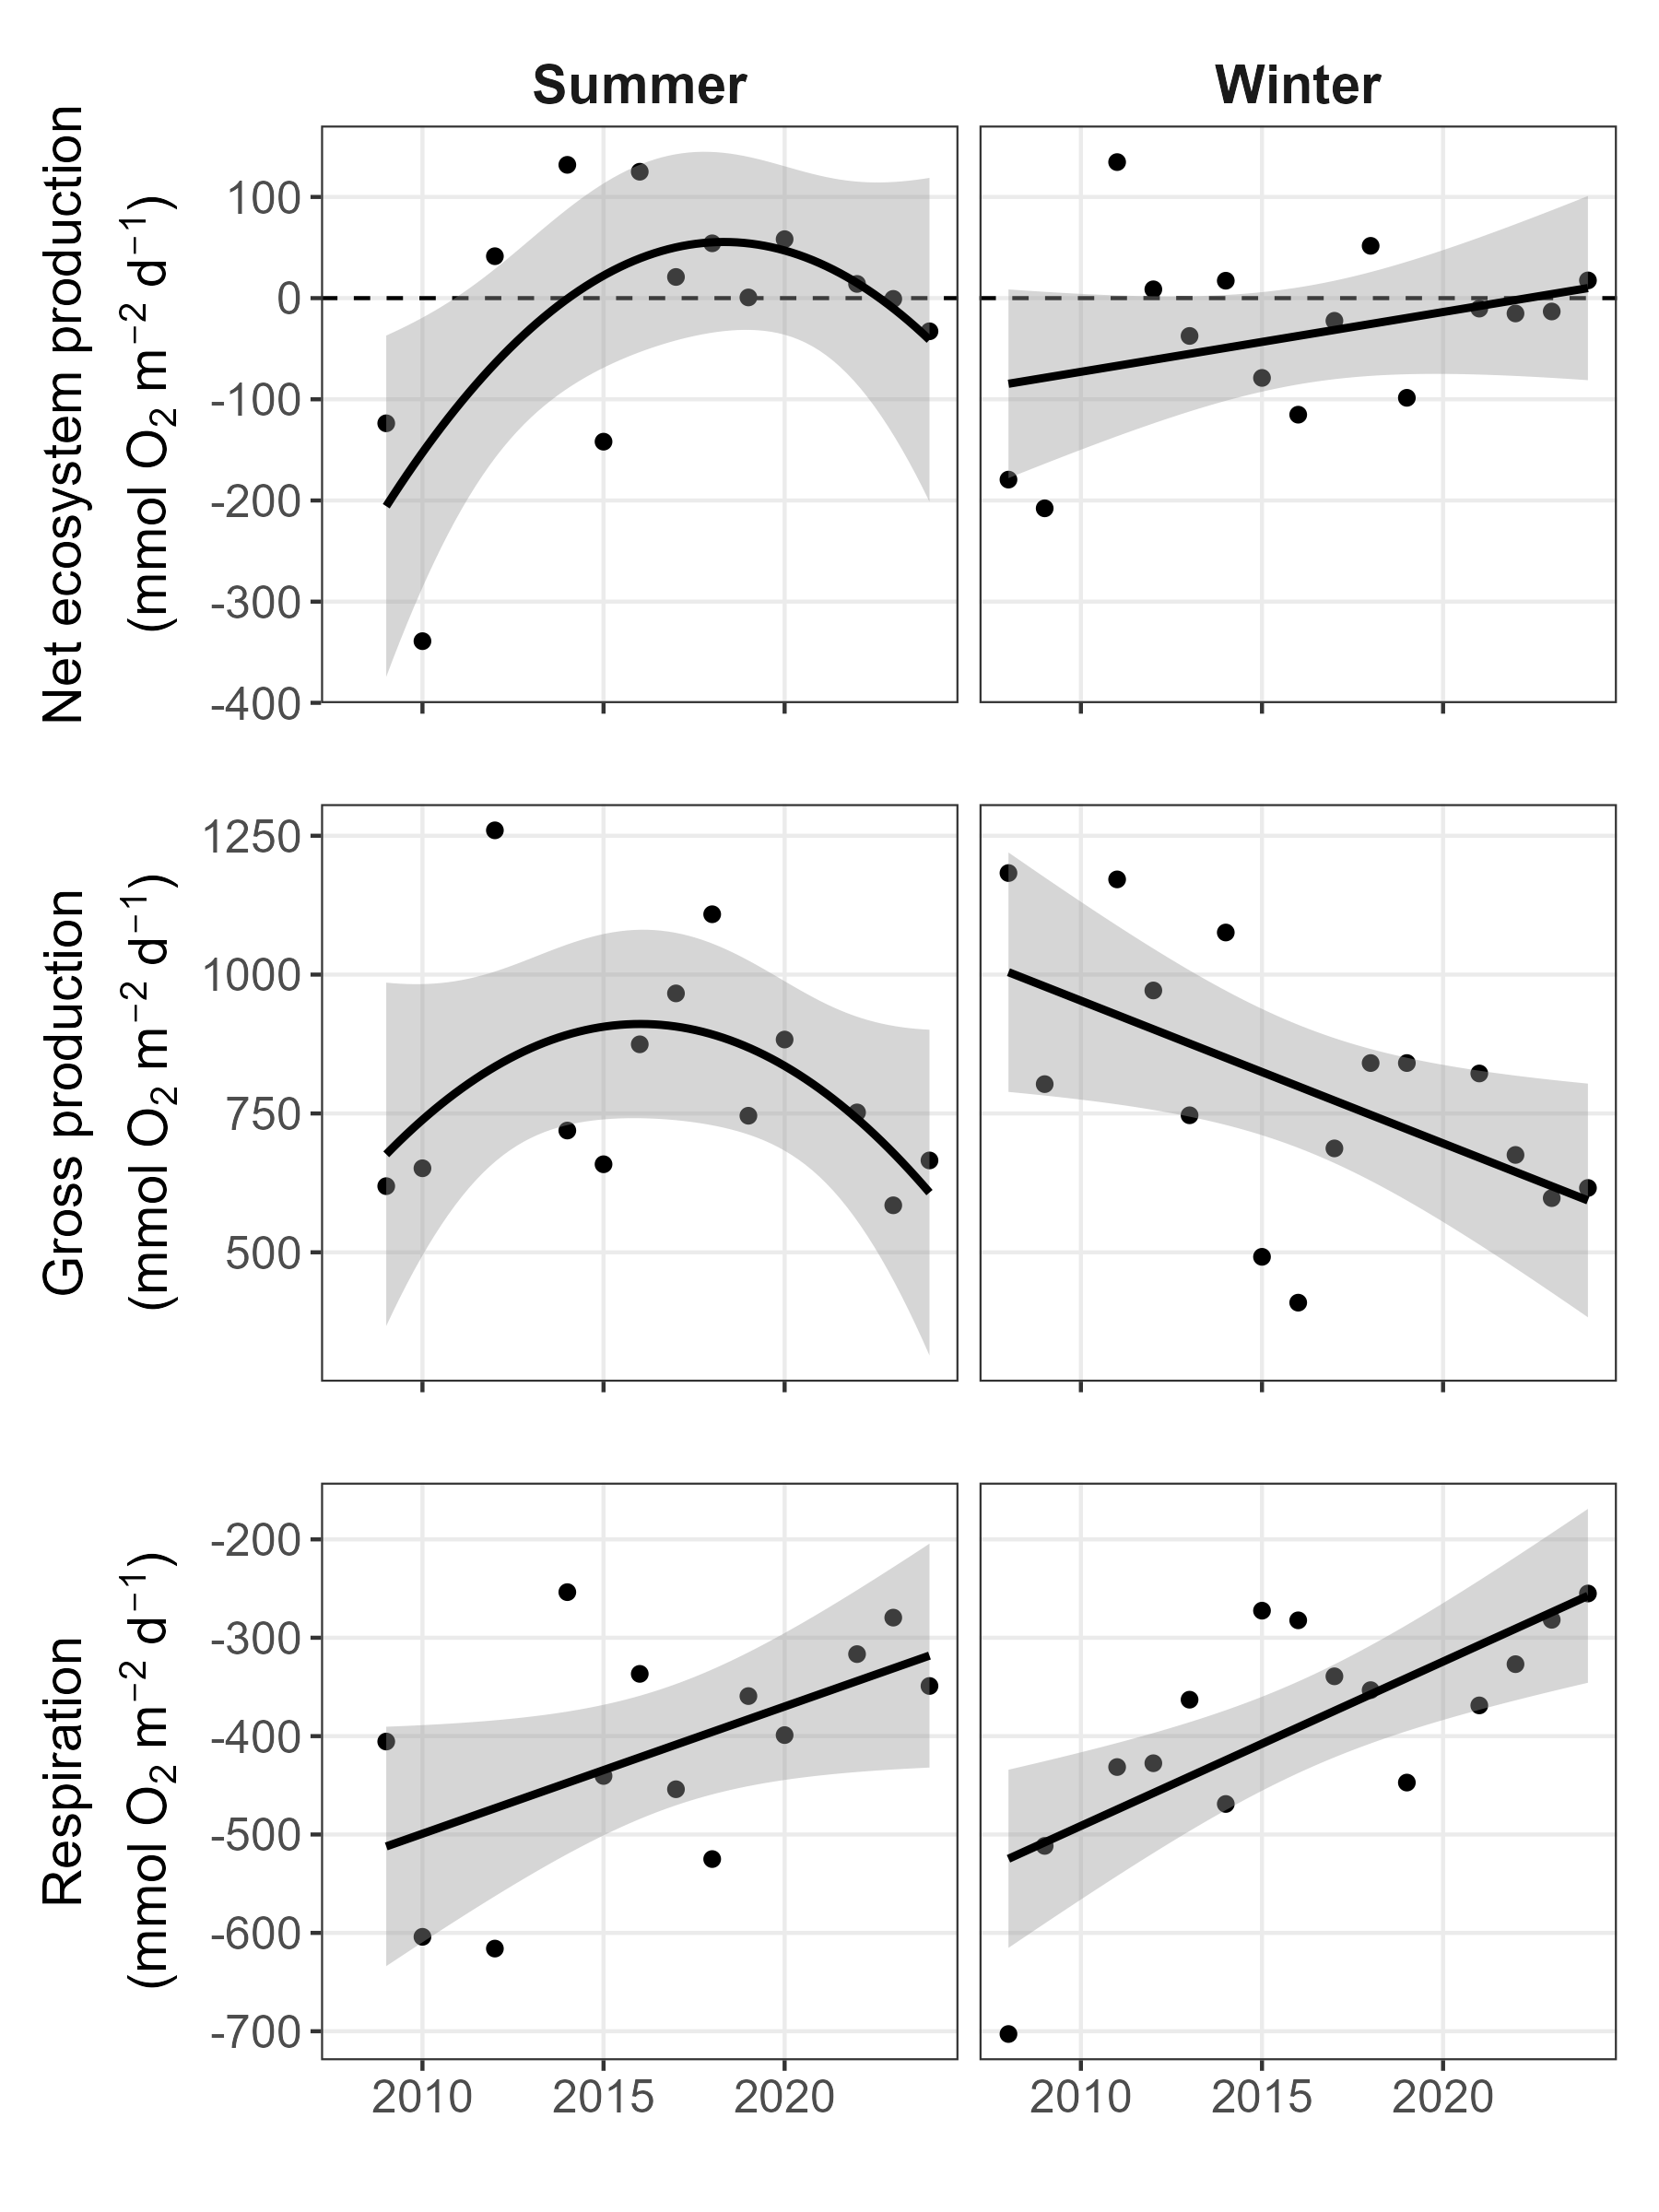 Summer
Winter
Net ecosystem production
(mmol O₂ m⁻² d⁻¹)
100
0
-100
-200
-300
-400
Gross production
(mmol O₂ m⁻² d⁻¹)
1250
1000
750
500
Respiration
(mmol O₂ m⁻² d⁻¹)
-200
-300
-400
-500
-600
-700
2010 2015 2020
2010 2015 2020